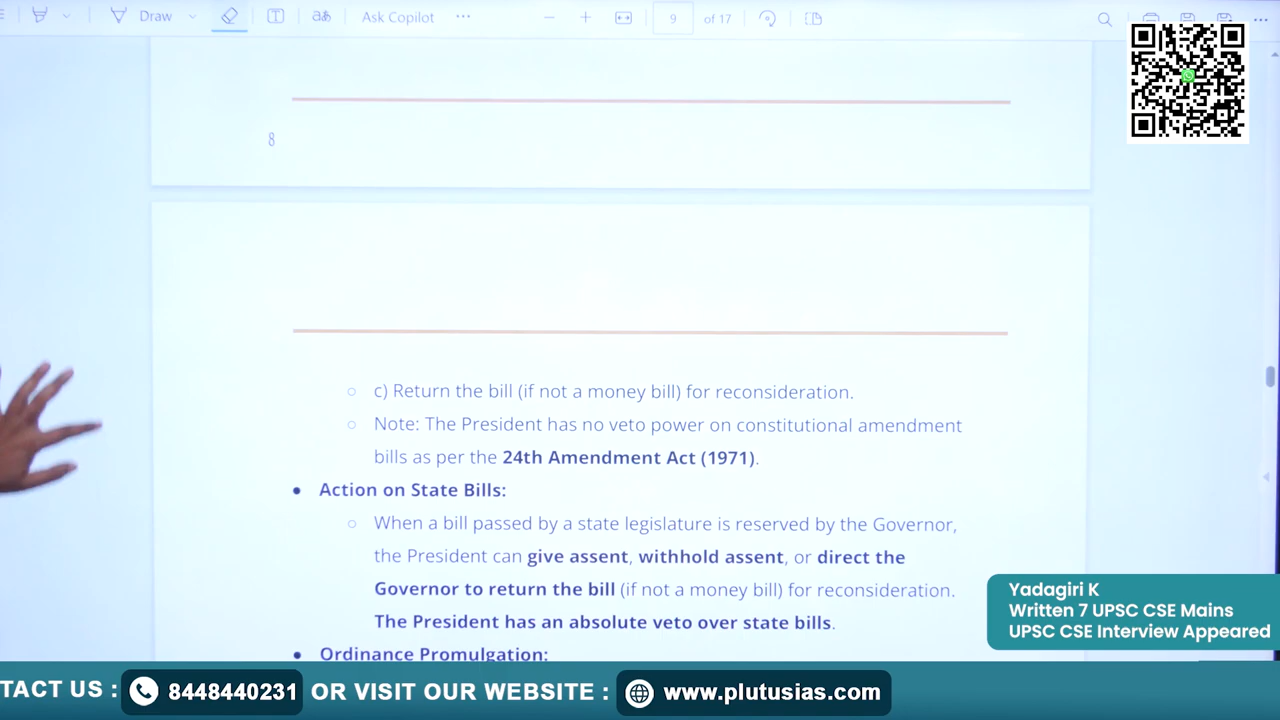 Draw
Ask Copilot
9 of 17
8
c) Return the bill (if not a money bill) for reconsideration.
Note: The President has no veto power on constitutional amendment
bills as per the 24th Amendment Act (1971).
Action on State Bills:
When a bill passed by a state legislature is reserved by the Governor,
the President can give assent, withhold assent, or direct the
Governor to return the bill (if not a money bill) for reconsideration.
The President has an absolute veto over state bills.
Ordinance Promulgation:
Yadagiri K
Written 7 UPSC CSE Mains
UPSC CSE Interview Appeared
TACT US : 8448440231 OR VISIT OUR WEBSITE : www.plutusias.com